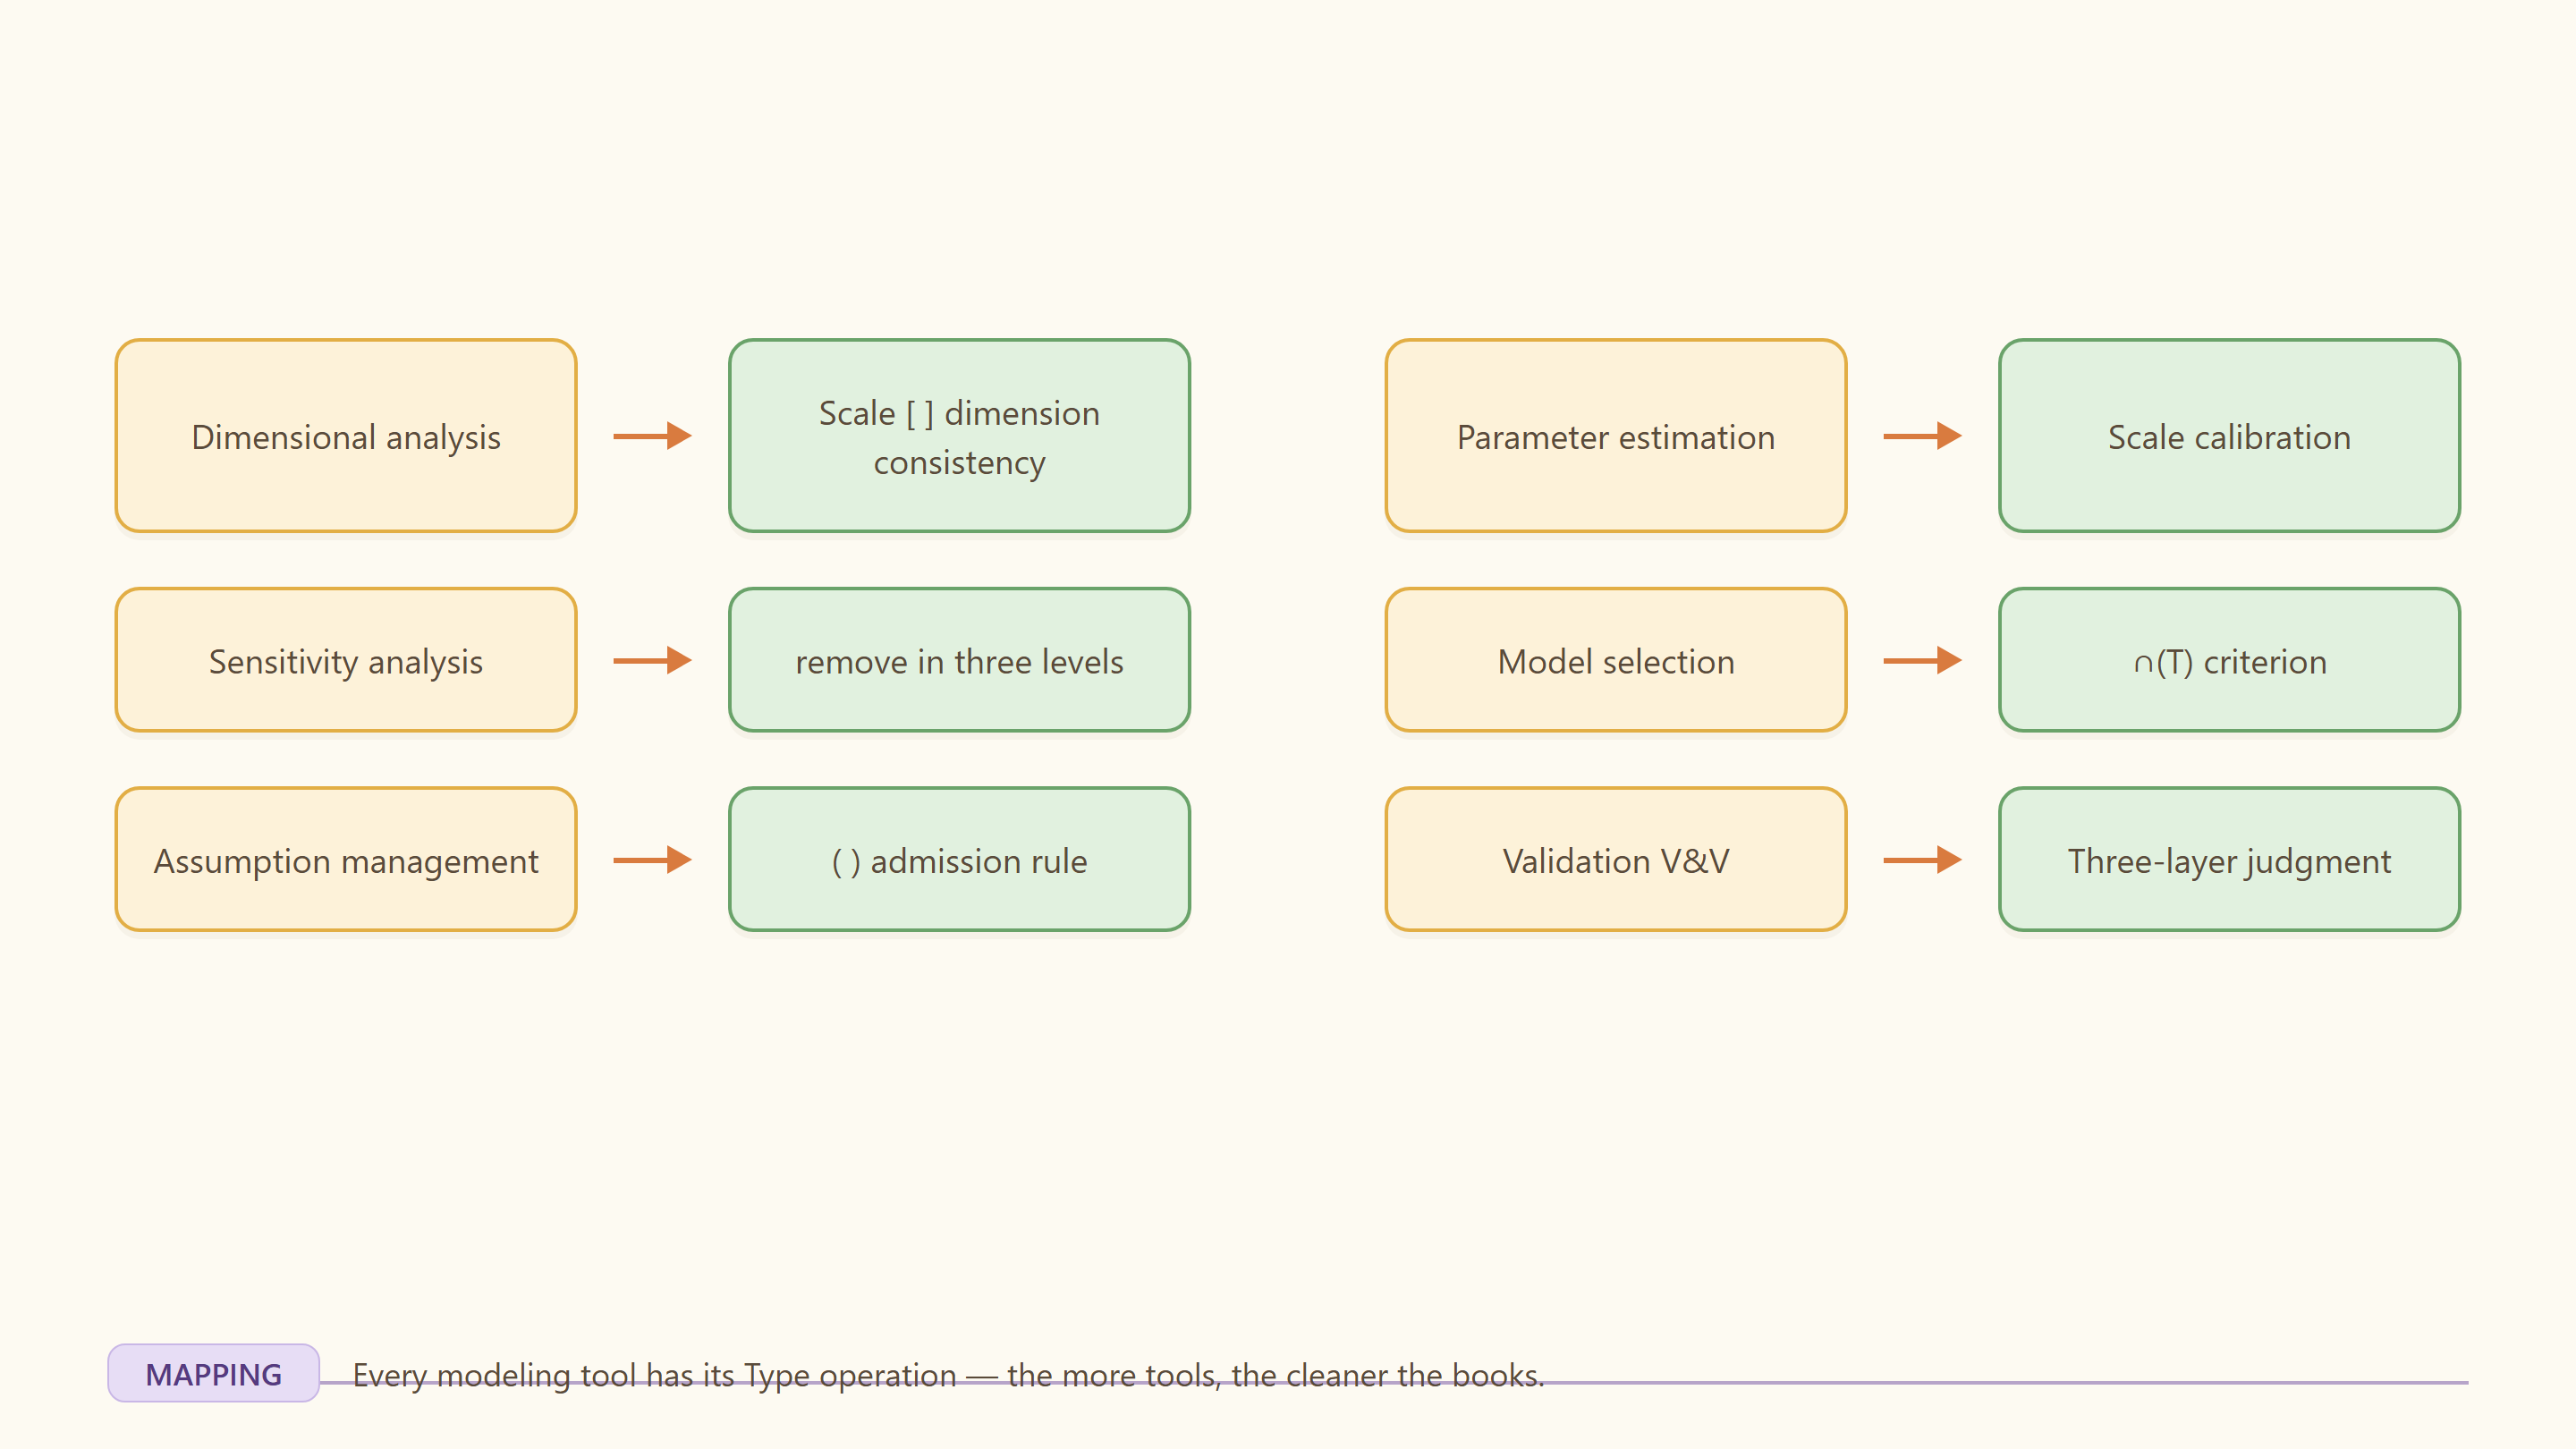 Dimensional analysis
Scale [ ] dimension
consistency
Parameter estimation
Scale calibration
Sensitivity analysis
remove in three levels
Model selection
∩(T) criterion
Assumption management
( ) admission rule
Validation V&V
Three-layer judgment
MAPPING
Every modeling tool has its Type operation — the more tools, the cleaner the books.